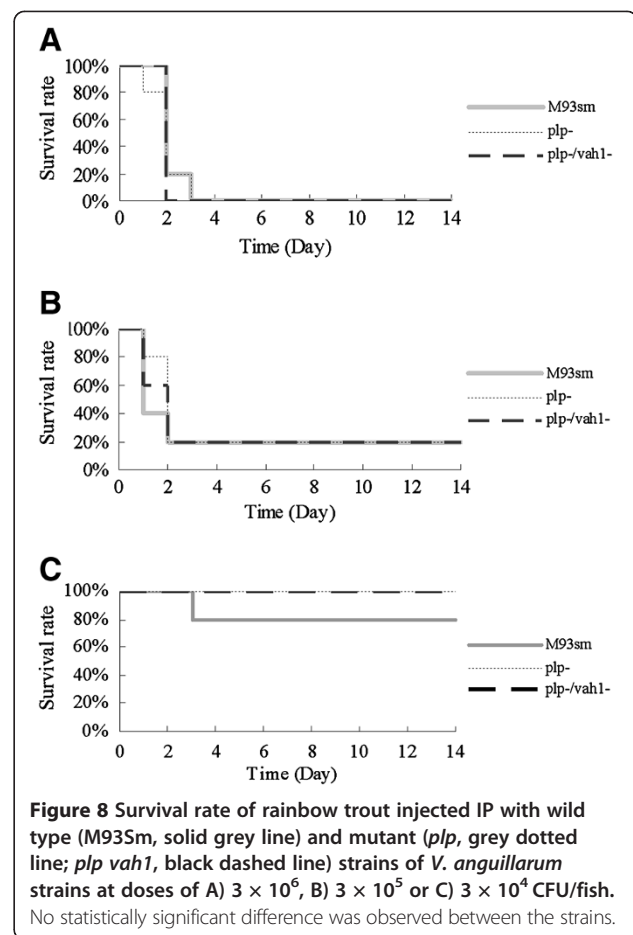 A
100%
80%
60%
40%
20%
0%
Survival rate
0 2 4 6 8 10 12 14
Time (Day)
M93sm
plp-
plp-/vah1-
B
100%
80%
60%
40%
20%
0%
Survival rate
0 2 4 6 8 10 12 14
Time (Day)
M93sm
plp-
plp-/vah1-
C
100%
80%
60%
40%
20%
0%
Survival rate
0 2 4 6 8 10 12 14
Time (Day)
M93sm
plp-
plp-/vah1-
Figure 8 Survival rate of rainbow trout injected IP with wild
type (M93Sm, solid grey line) and mutant (plp, grey dotted
line; plp vah1, black dashed line) strains of V. anguillarum
strains at doses of A) 3 × 10⁶, B) 3 × 10⁵ or C) 3 × 10⁴ CFU/fish.
No statistically significant difference was observed between the strains.